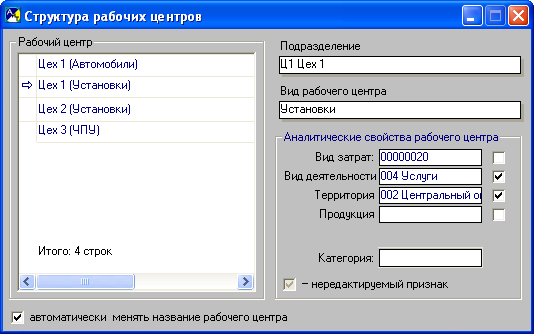 Структура рабочих центров
Рабочий центр
Цех 1 (Автомобили)
Цех 1 (Установки)
Цех 2 (Установки)
Цех 3 (ЧПУ)
Итого: 4 строк
Подразделение
Ц1 Цех 1
Вид рабочего центра
Установки
Аналитические свойства рабочего центра
Вид затрат: 00000020
Вид деятельности 004 Услуги
Территория 002 Центральный о
Продукция
Категория:
– нередактируемый признак
автоматически менять название рабочего центра